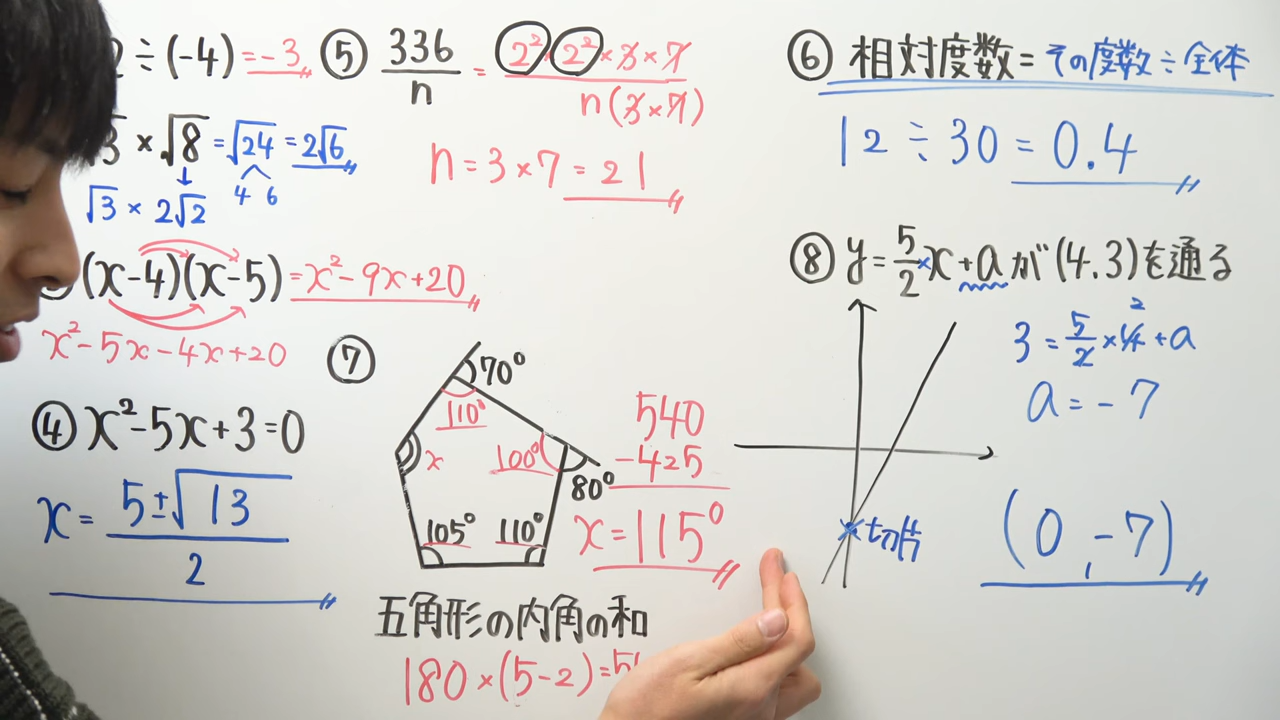 2 ÷ (-4) = -3
3 × √8 = √24 = 2√6
4 6
√3 × 2√2
(x-4)(x-5) = x² - 9x + 20
x² - 5x - 4x + 20
④ x² - 5x + 3 = 0
x = (5 ± √13) / 2
⑤ 336 / n = 2² × 2² × 3 × 7 / n (3 × 7)
n = 3 × 7 = 21
⑥ 相対度数 = その度数 ÷ 全体
12 ÷ 30 = 0.4
⑦
70°
110°
x
100°
80°
105°
110°
540
-425
x = 115°
五角形の内角の和
180 × (5-2) = 5
⑧ y = 5/2 × x + a が (4.3) を通る
3 = 5/2 × 4 + a
2
a = -7
切片
(0, -7)